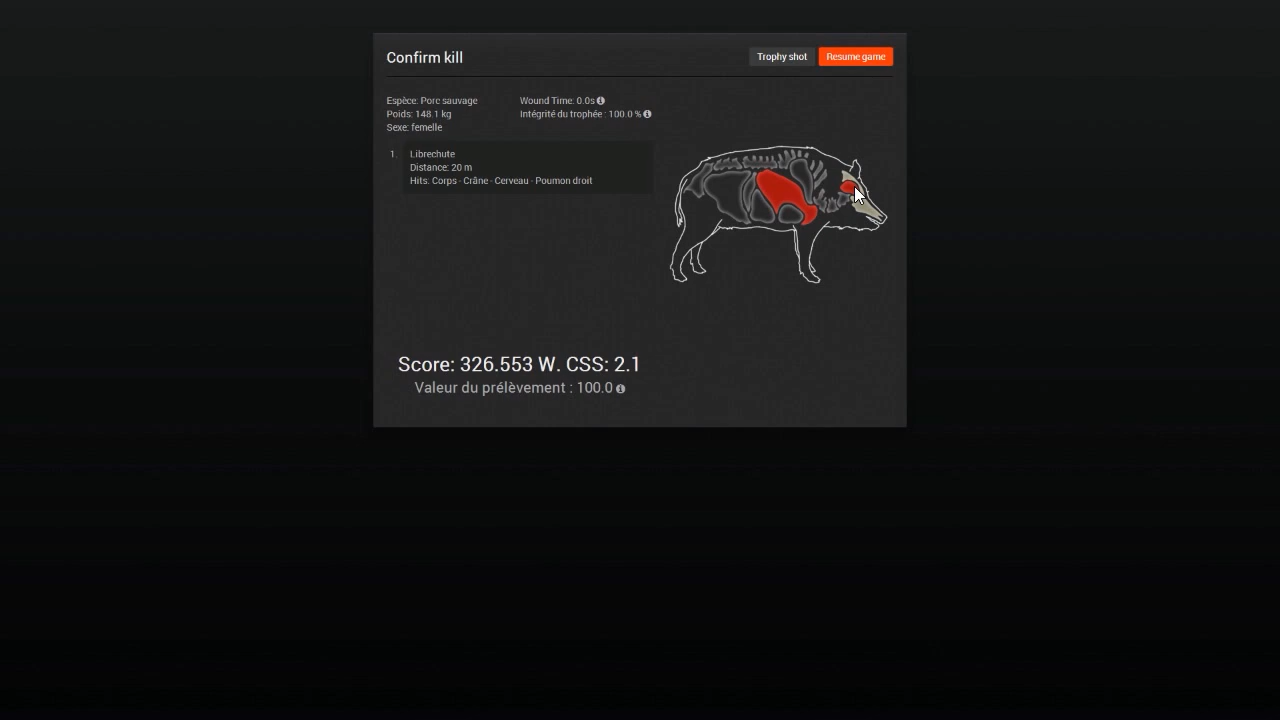 Confirm kill
Trophy shot
Resume game
Espèce: Porc sauvage
Poids: 148.1 kg
Sexe: femelle
Wound Time: 0.0s
Intégrité du trophée : 100.0 %
1.
Librechute
Distance: 20 m
Hits: Corps - Crâne - Cerveau - Poumon droit
Score: 326.553 W. CSS: 2.1
Valeur du prélèvement : 100.0